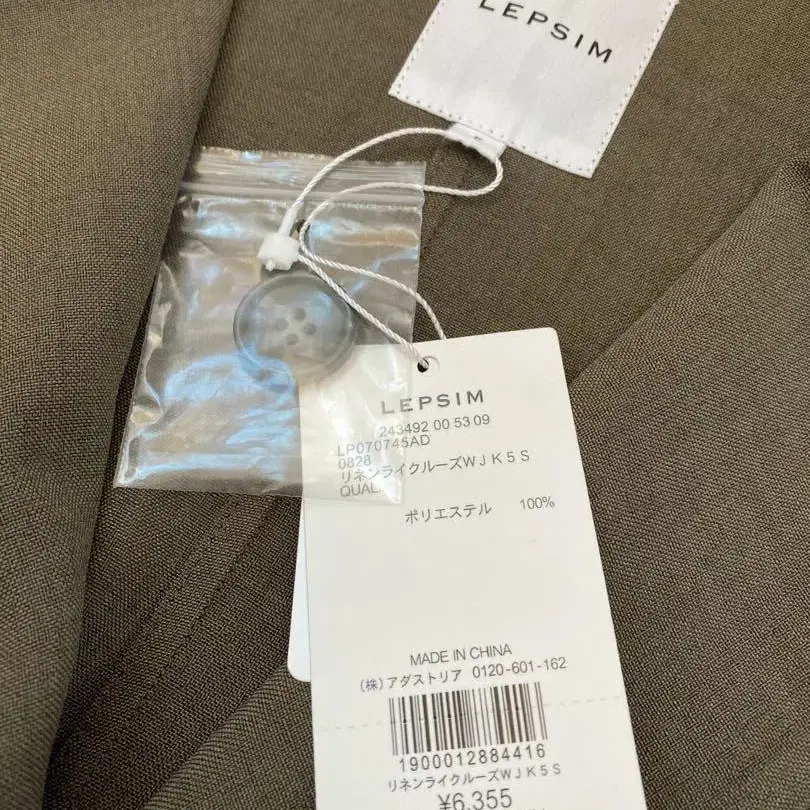 LEPSIM
LEPSIM
243492 00 53 09
LP070745AD
0828
リネンライクルーズWJK5S
QUAL
ポリエステル 100%
MADE IN CHINA
(株)アダストリア 0120-601-162
1900012884416
リネンライクルーズWJK5S
¥6,355